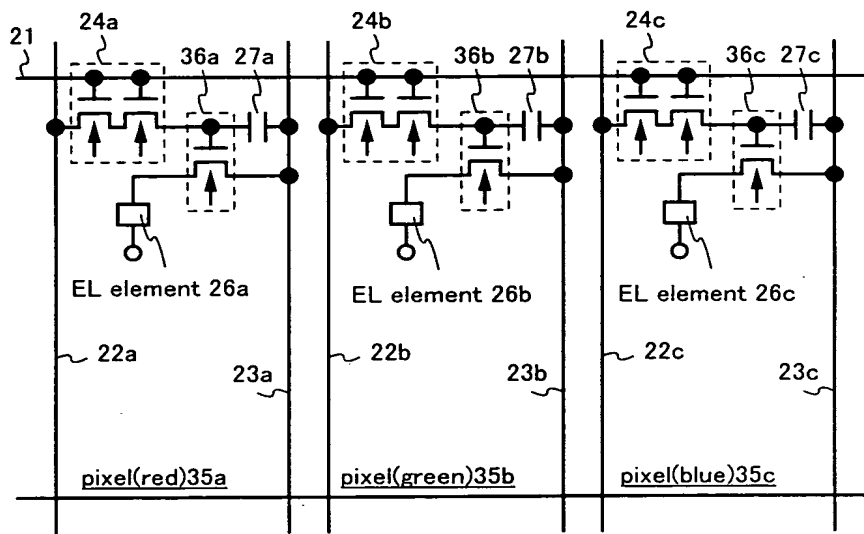 21
24a
36a
27a
24b
36b
27b
24c
36c
27c
EL element 26a
EL element 26b
EL element 26c
22a
23a
22b
23b
22c
23c
pixel(red)35a
pixel(green)35b
pixel(blue)35c